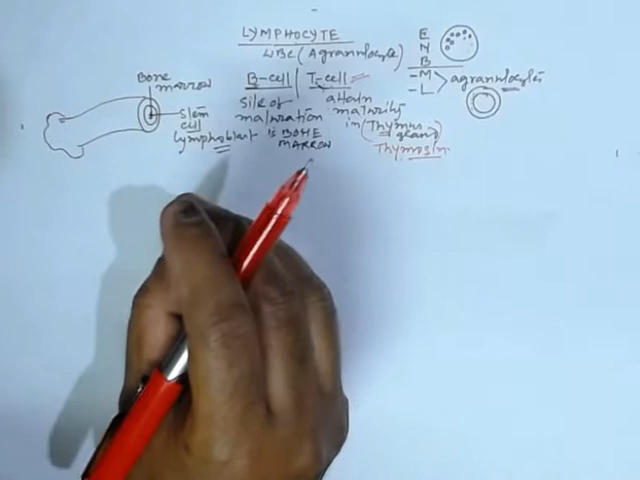 LYMPHOCYTE
WBC (Agranulocyte)
B-cell | T-cell
site of
maturation
is BONE
MARROW
attain
maturity
in (Thymus
gland)
Thymosin
Bone
marrow
Stem
cell
lymphoblast
E
N
B
-M
-L
agranulocytes